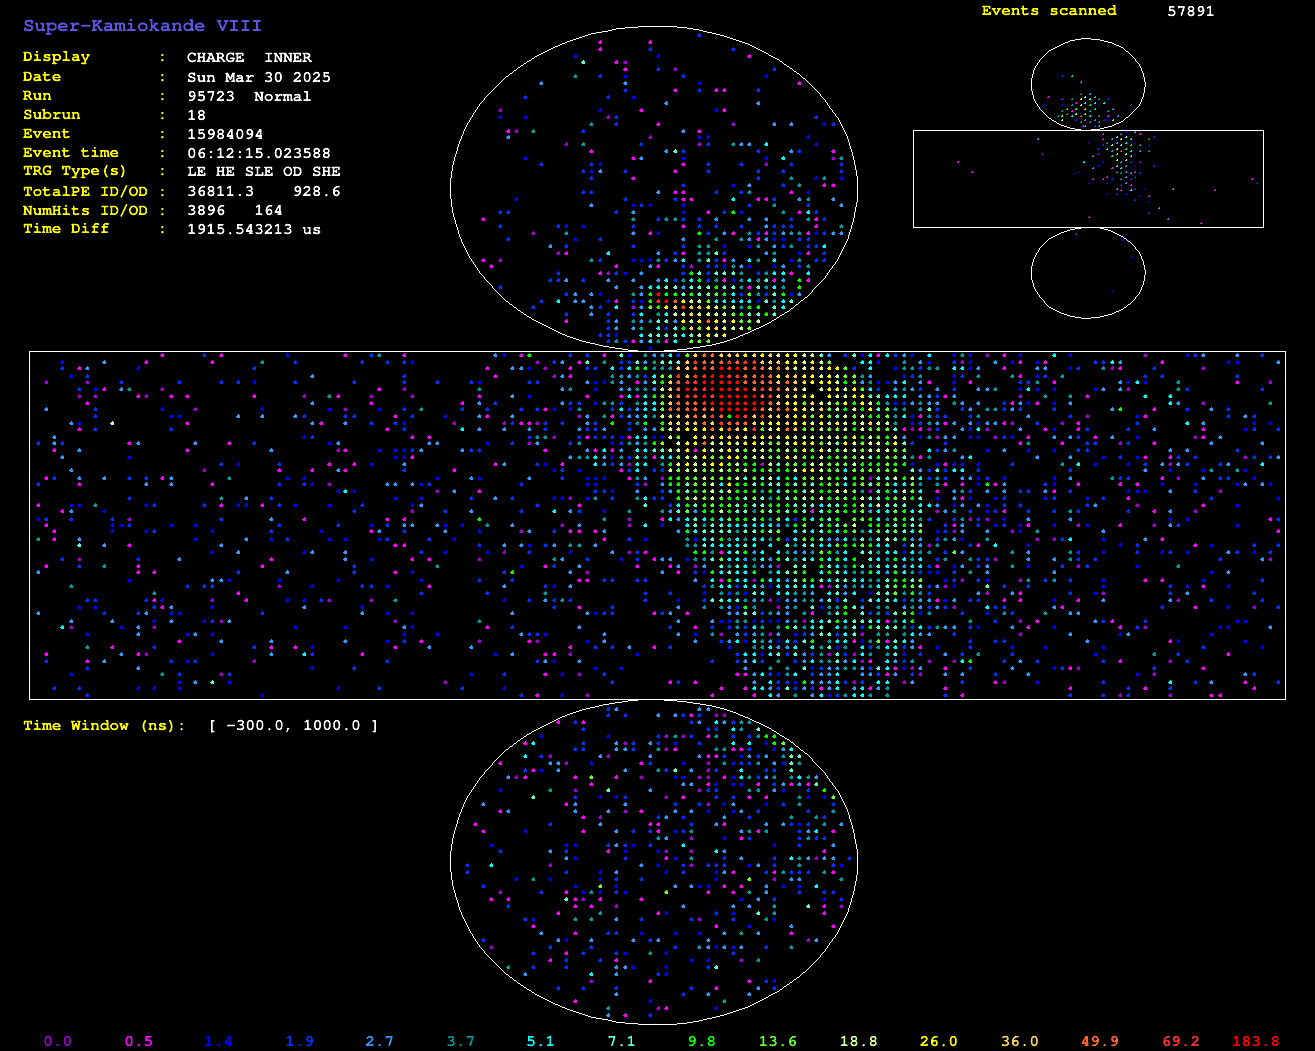 Super-Kamiokande VIII
Display : CHARGE INNER
Date : Sun Mar 30 2025
Run : 95723 Normal
Subrun : 18
Event : 15984094
Event time : 06:12:15.023588
TRG Type(s) : LE HE SLE OD SHE
TotalPE ID/OD : 36811.3 928.6
NumHits ID/OD : 3896 164
Time Diff : 1915.543213 us
Events scanned 57891
Time Window (ns): [ -300.0, 1000.0 ]
0.0 0.5 1.4 1.9 2.7 3.7 5.1 7.1 9.8 13.6 18.8 26.0 36.0 49.9 69.2 183.8